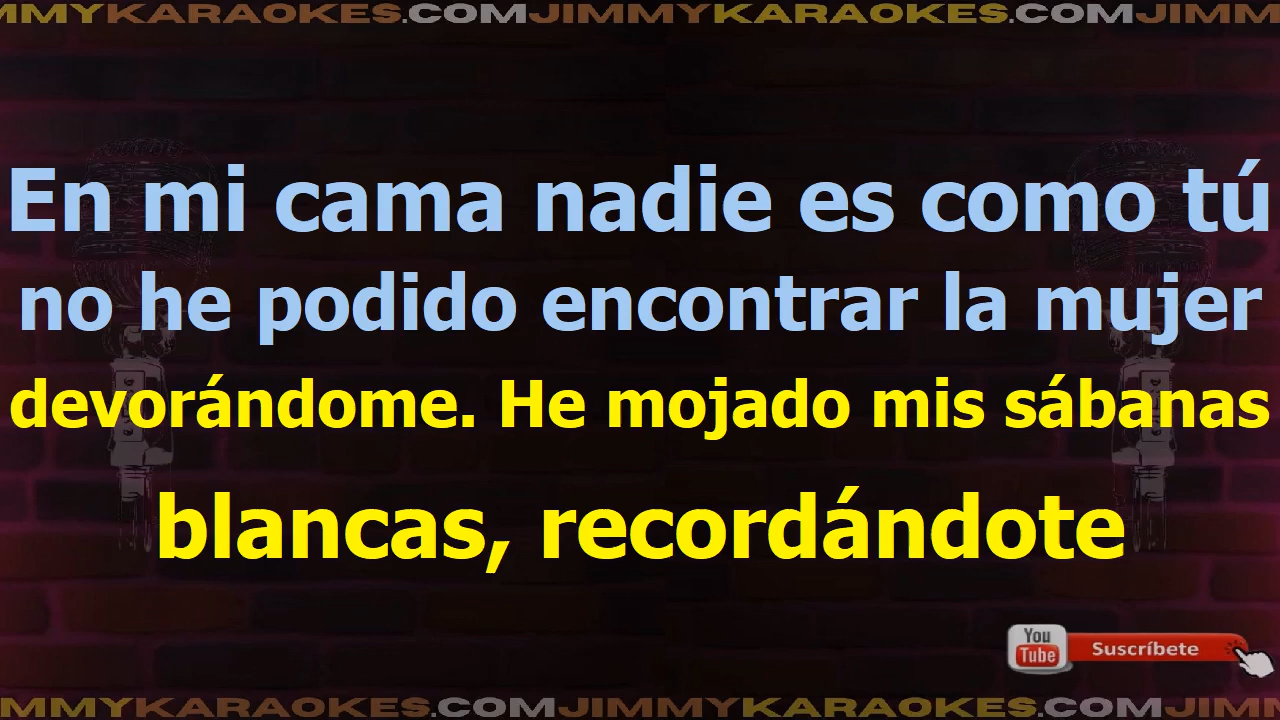 MMYKARAOKES.COMJIMMYKARAOKES.COMJIMM
En mi cama nadie es como tú
no he podido encontrar la mujer
devorándome. He mojado mis sábanas
blancas, recordándote
You
Tube
Suscríbete
MMYKARAOKES.COMJIMMYKARAOKES.COMJIMM